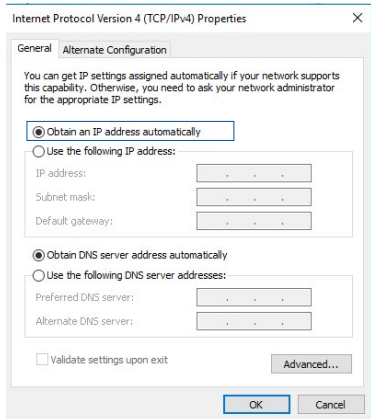 Internet Protocol Version 4 (TCP/IPv4) Properties
General Alternate Configuration
You can get IP settings assigned automatically if your network supports
this capability. Otherwise, you need to ask your network administrator
for the appropriate IP settings.
Obtain an IP address automatically
Use the following IP address:
IP address:
Subnet mask:
Default gateway:
Obtain DNS server address automatically
Use the following DNS server addresses:
Preferred DNS server:
Alternate DNS server:
Validate settings upon exit
Advanced...
OK Cancel